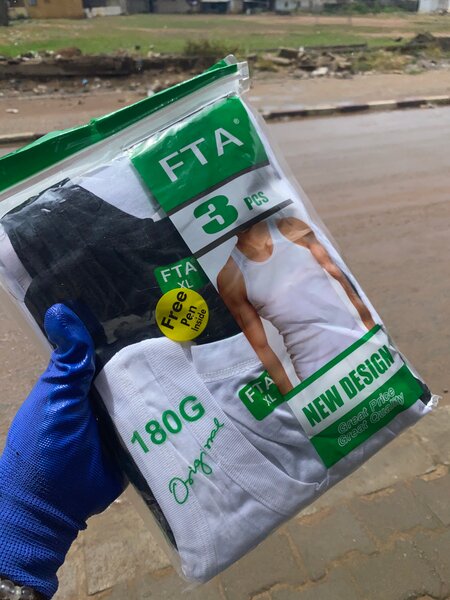 FTA®
3 PCS
FTA
XL
Free
Pen
Inside
FTA
XL
180G
Original
NEW DESIGN
Great Price
Great Quality